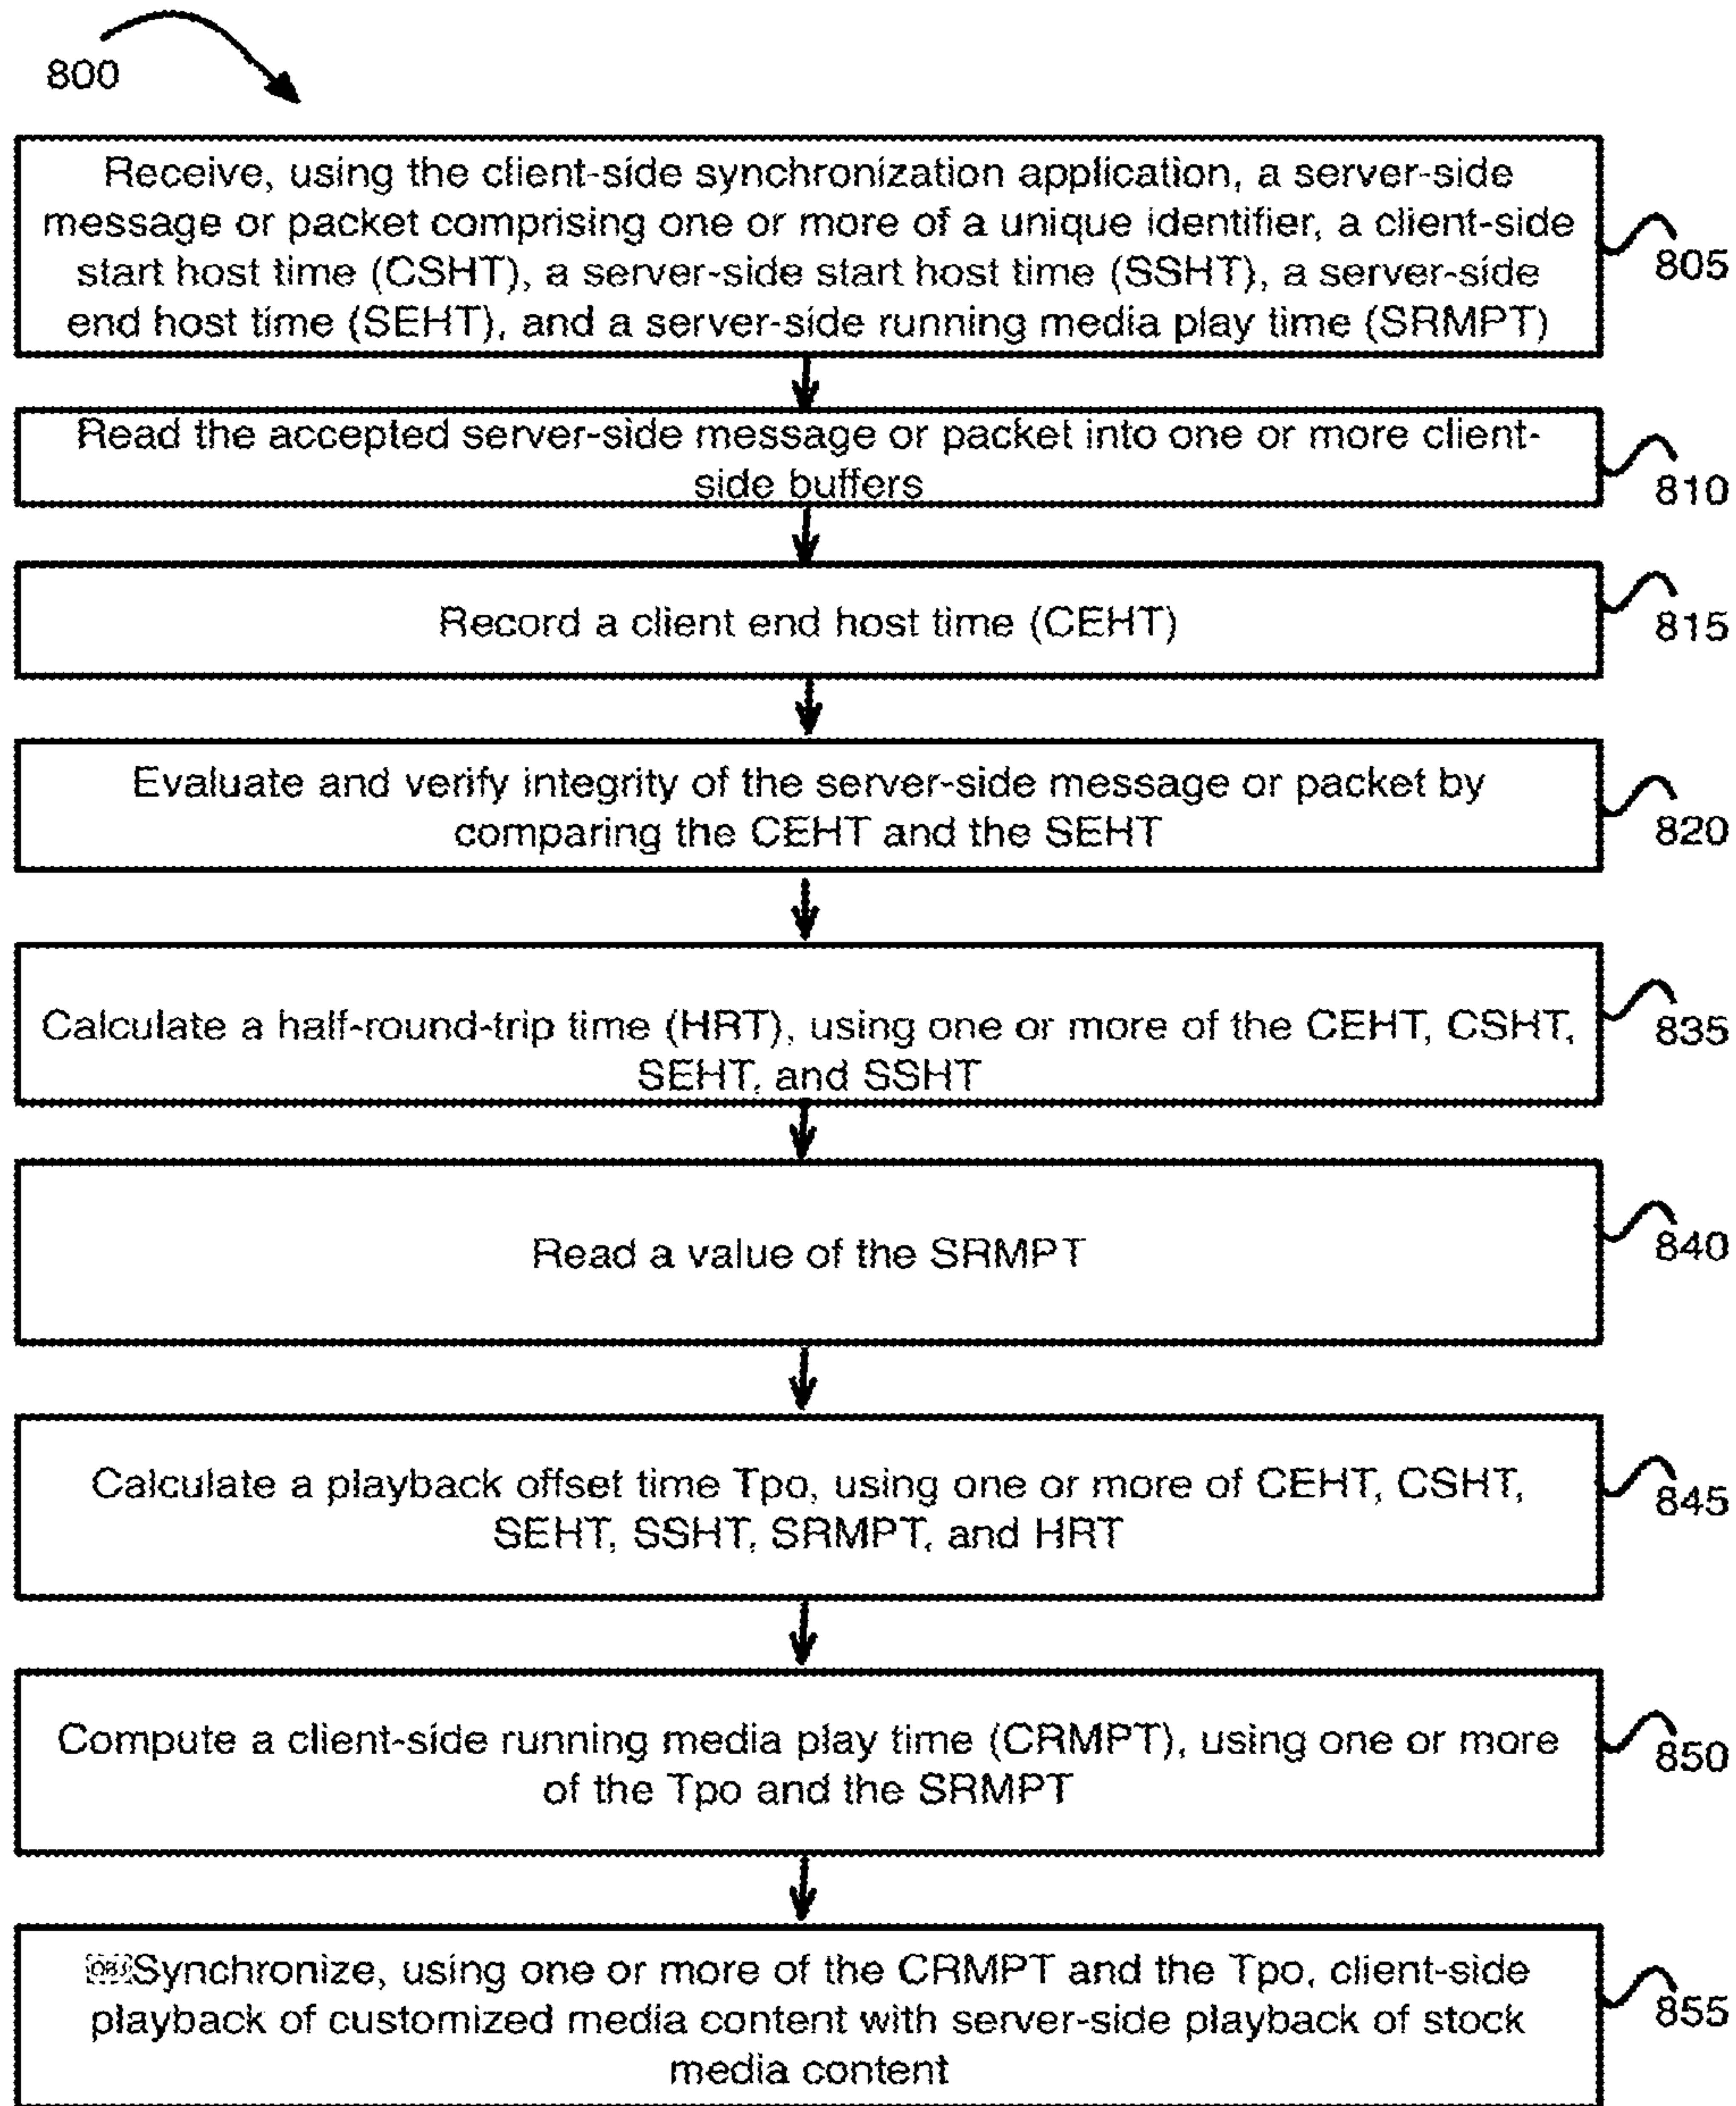 800
Receive, using the client-side synchronization application, a server-side
message or packet comprising one or more of a unique identifier, a client-side
start host time (CSHT), a server-side start host time (SSHT), a server-side
end host time (SEHT), and a server-side running media play time (SRMPT)
805
Read the accepted server-side message or packet into one or more client-
side buffers
810
Record a client end host time (CEHT)
815
Evaluate and verify integrity of the server-side message or packet by
comparing the CEHT and the SEHT
820
Calculate a half-round-trip time (HRT), using one or more of the CEHT, CSHT,
SEHT, and SSHT
835
Read a value of the SRMPT
840
Calculate a playback offset time Tpo, using one or more of CEHT, CSHT,
SEHT, SSHT, SRMPT, and HRT
845
Compute a client-side running media play time (CRMPT), using one or more
of the Tpo and the SRMPT
850
Synchronize, using one or more of the CRMPT and the Tpo, client-side
playback of customized media content with server-side playback of stock
media content
855